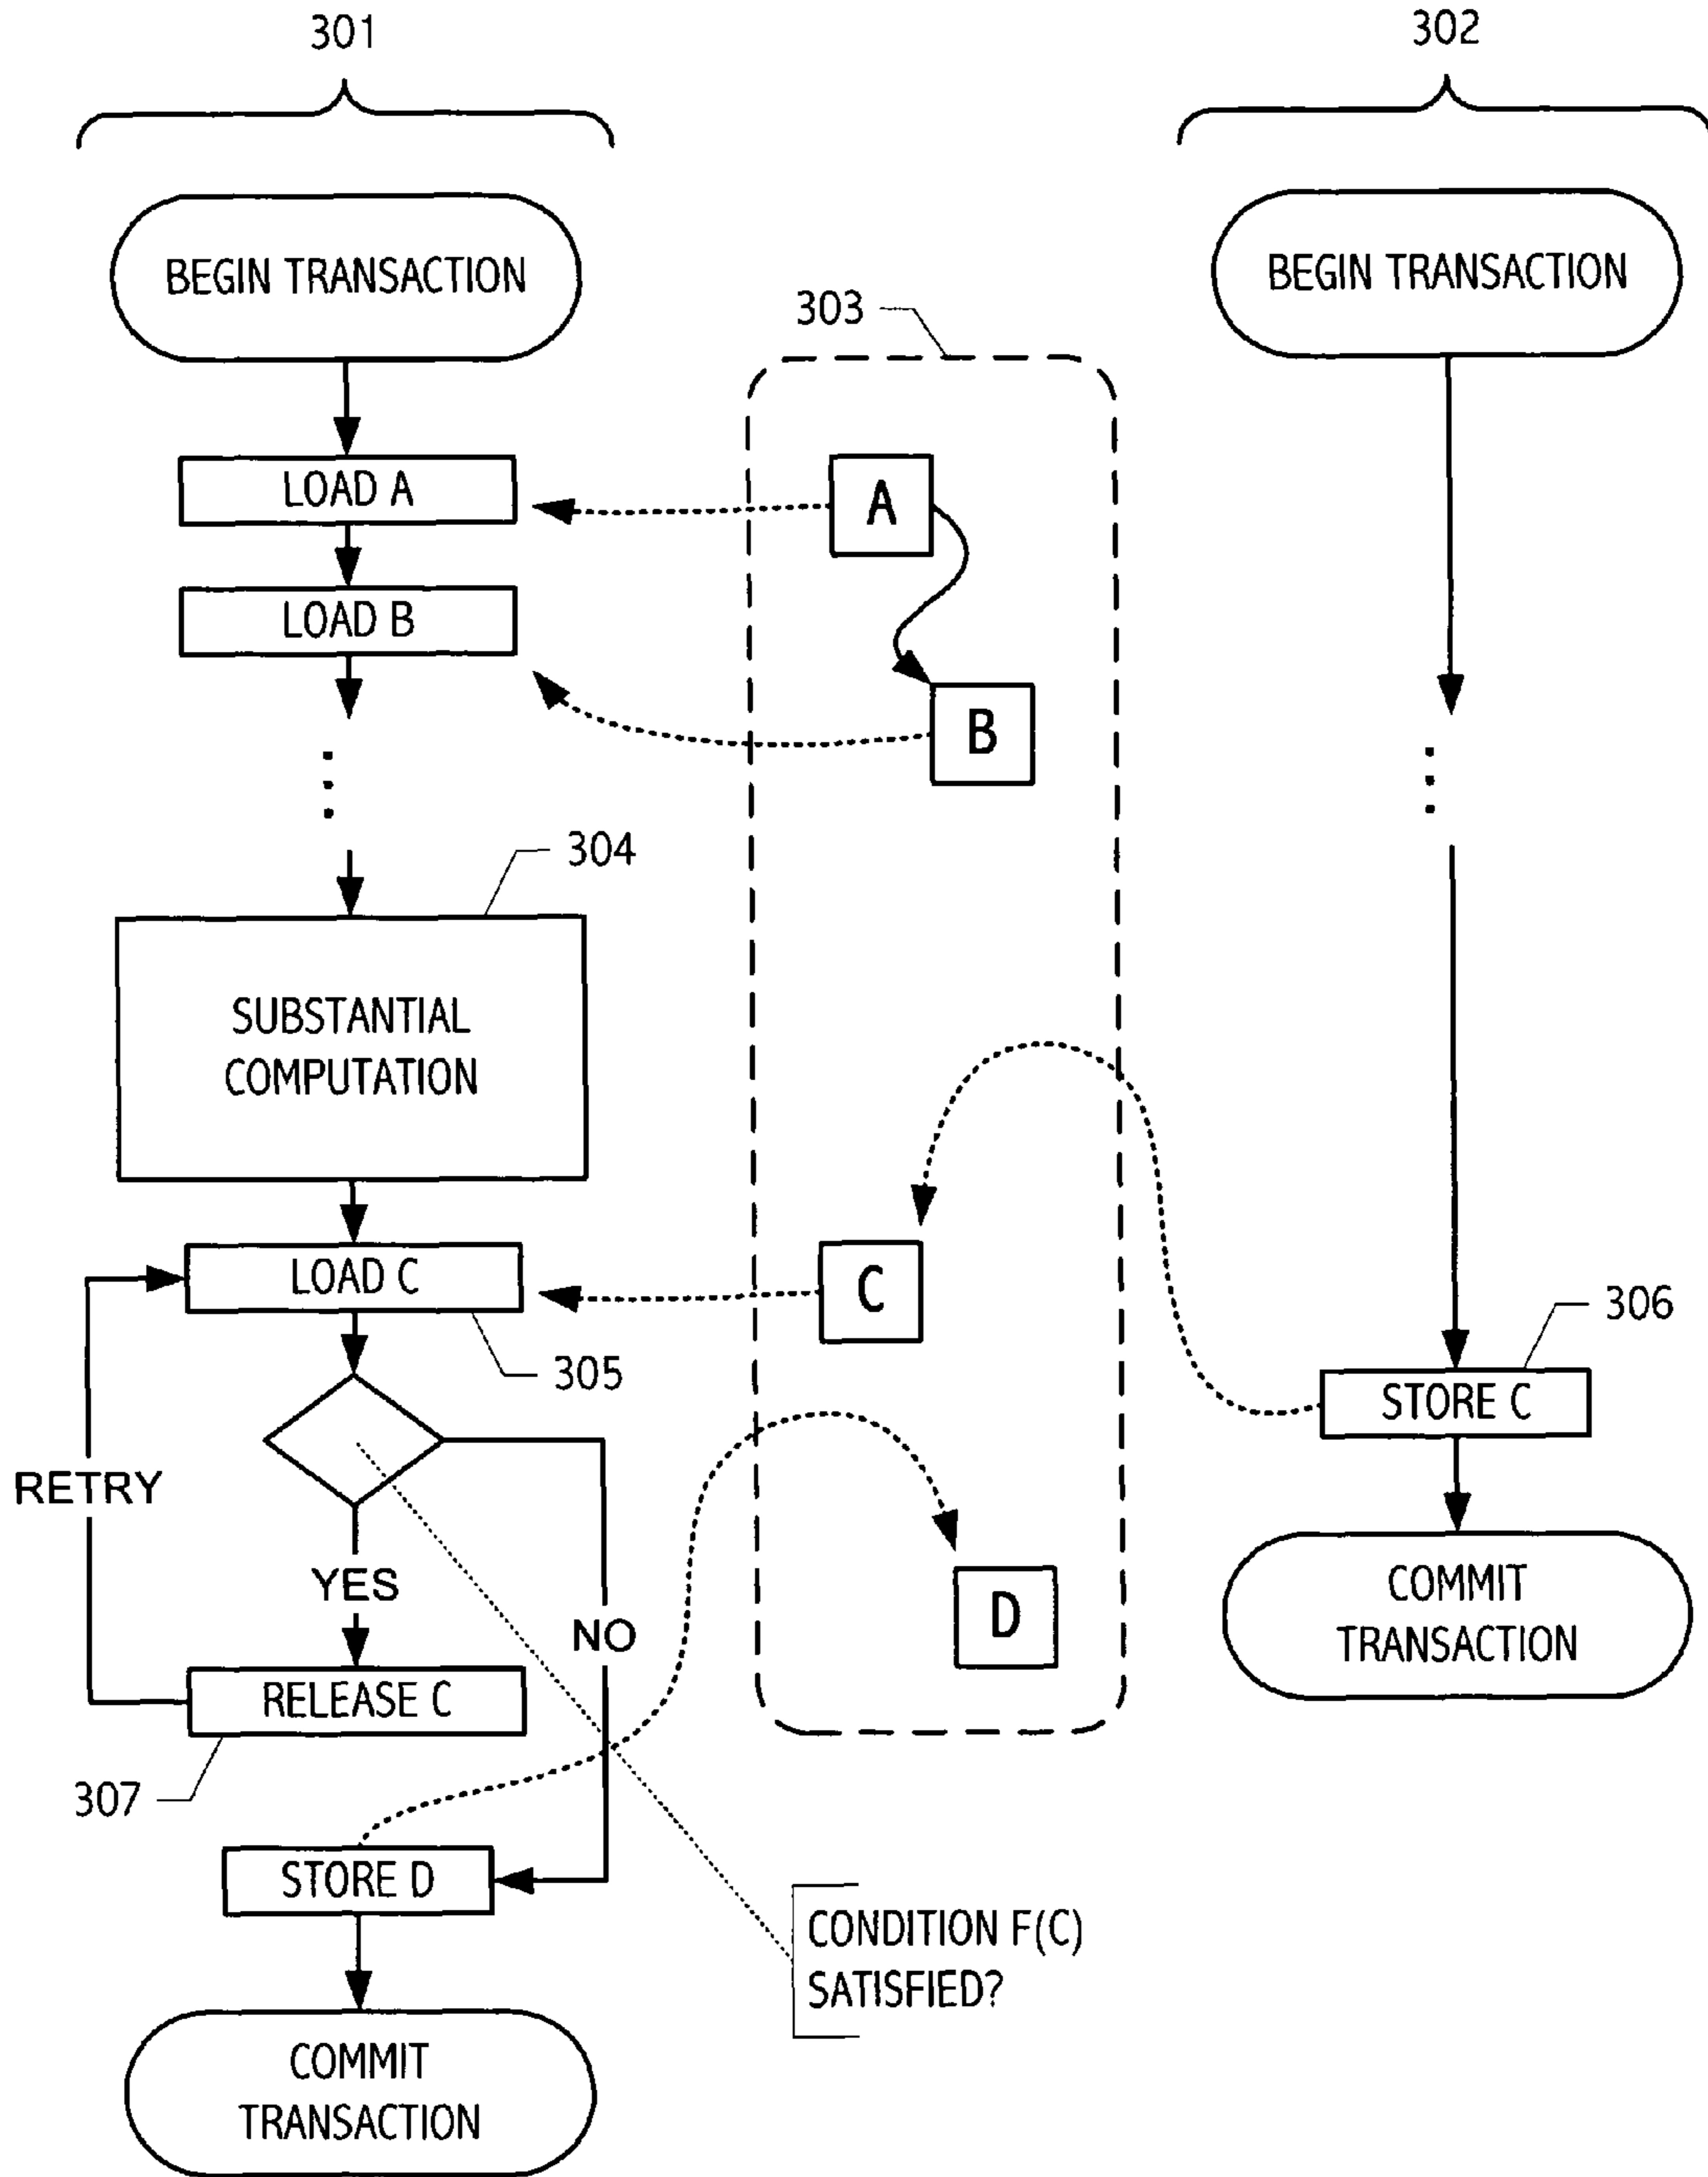 301
302
BEGIN TRANSACTION
BEGIN TRANSACTION
303
LOAD A
A
LOAD B
B
304
SUBSTANTIAL
COMPUTATION
LOAD C
C
305
306
STORE C
RETRY
YES
NO
D
COMMIT
TRANSACTION
RELEASE C
307
STORE D
CONDITION F(C)
SATISFIED?
COMMIT
TRANSACTION